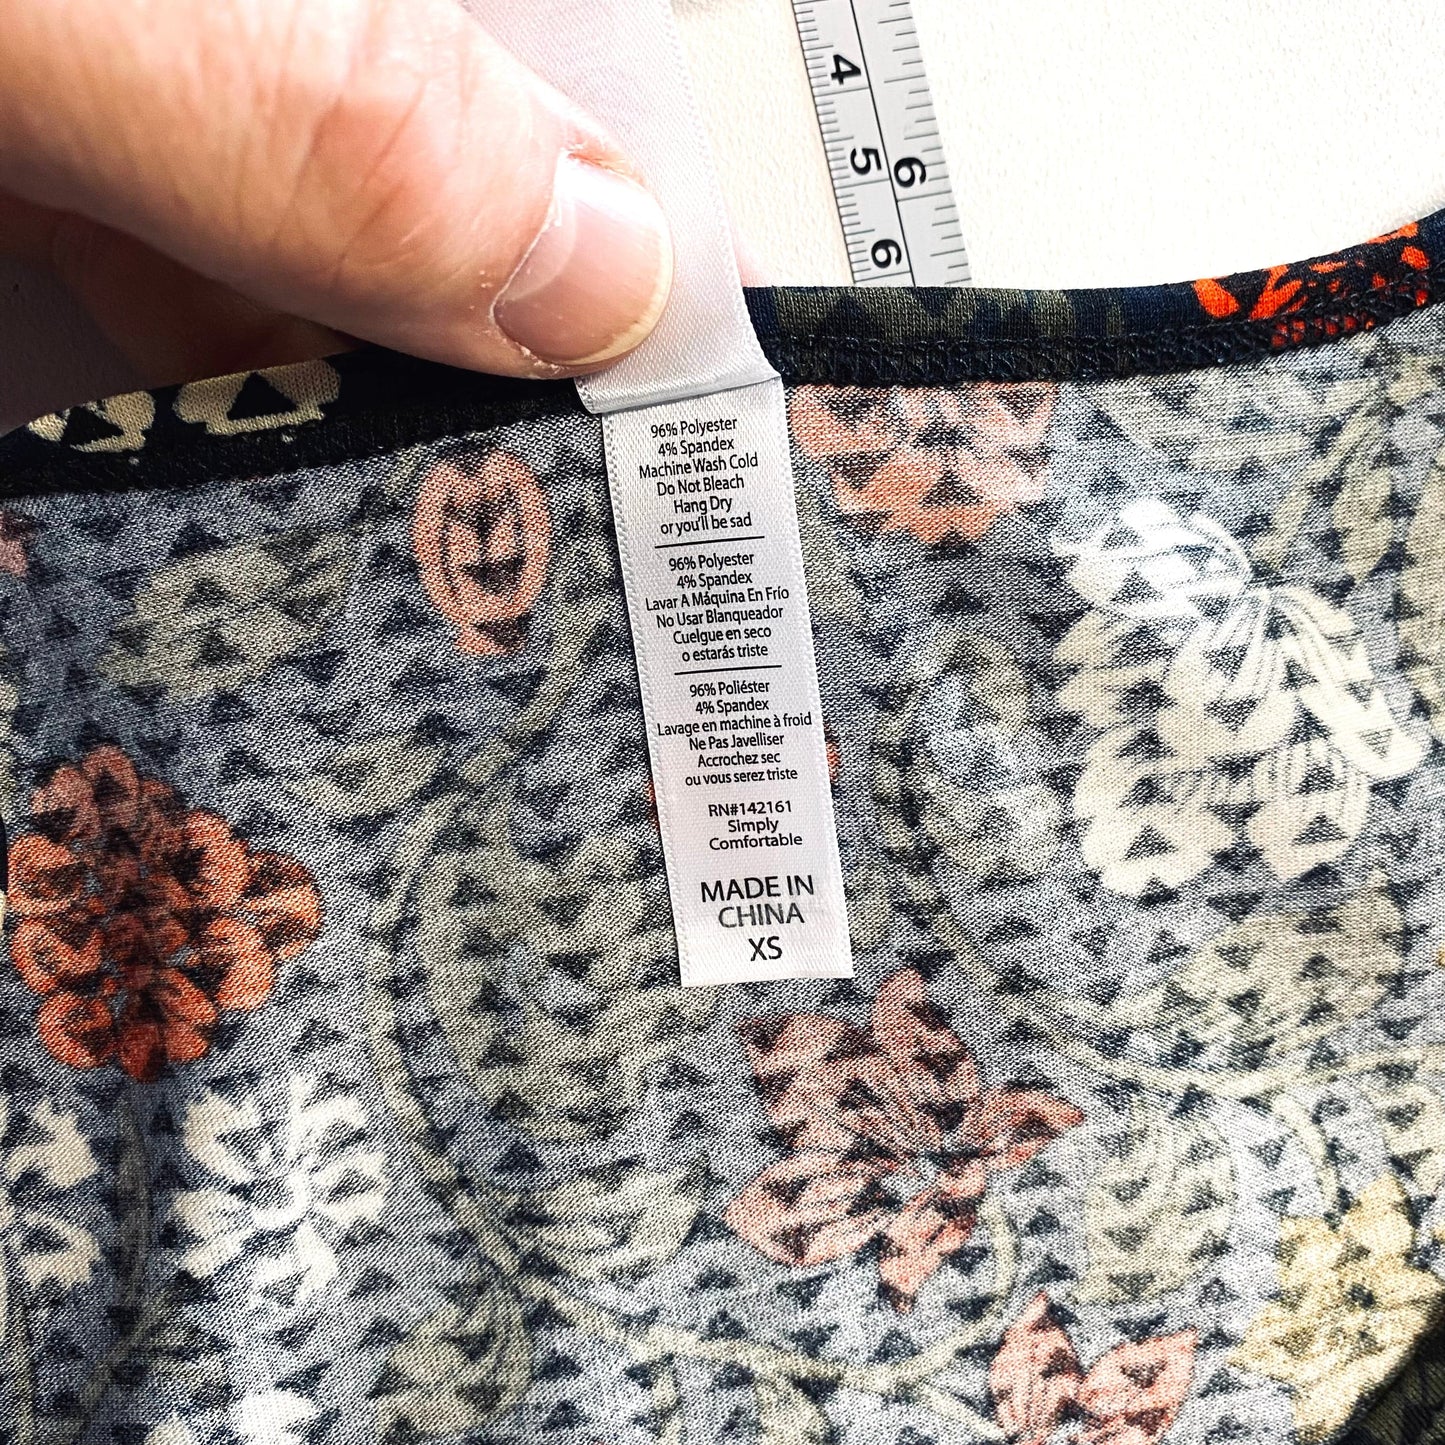 4
5 6
6
96% Polyester
4% Spandex
Machine Wash Cold
Do Not Bleach
Hang Dry
or you'll be sad
96% Polyester
4% Spandex
Lavar A Máquina En Frío
No Usar Blanqueador
Cuelgue en seco
o estarás triste
96% Poliéster
4% Spandex
Lavage en machine à froid
Ne Pas Javelliser
Accrochez sec
ou vous serez triste
RN#142161
Simply
Comfortable
MADE IN
CHINA
XS